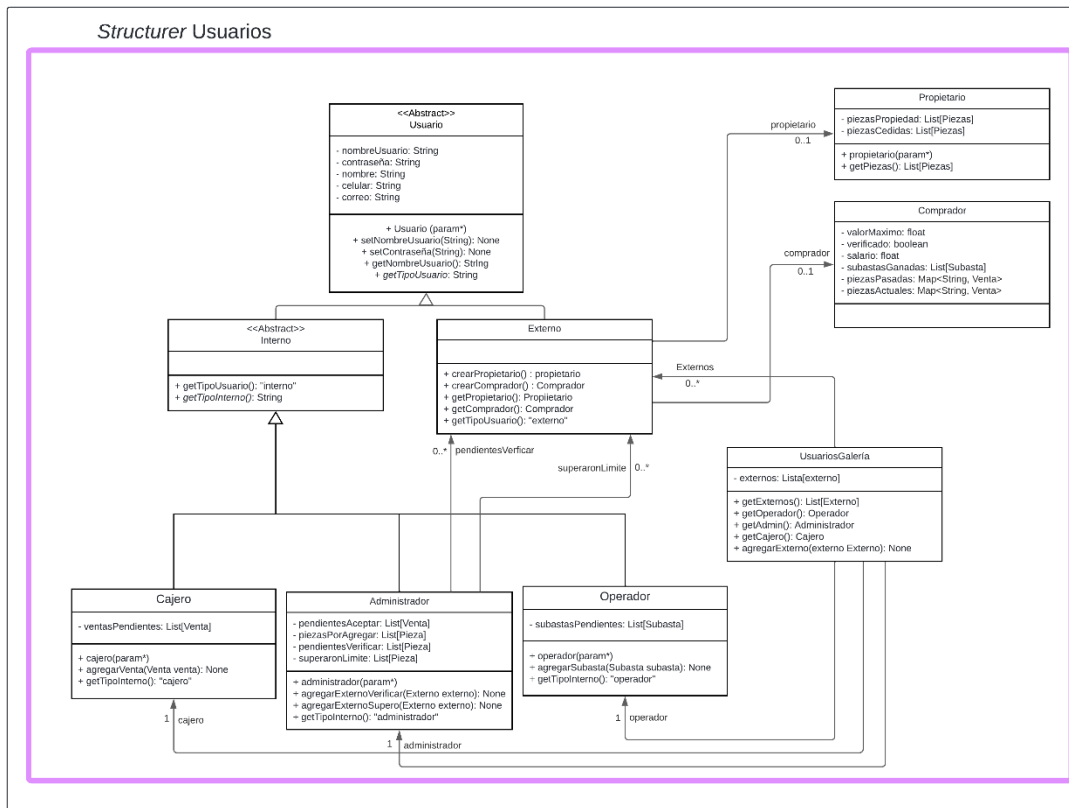 Structurer Usuarios
<<Abstract>>
Usuario
- nombreUsuario: String
- contraseña: String
- nombre: String
- celular: String
- correo: String
+ Usuario (param*)
+ setNombreUsuario(String): None
+ setContraseña(String): None
+ getNombreUsuario(): String
+ getTipoUsuario: String
Propietario
- piezasPropiedad: List[Piezas]
- piezasCedidas: List[Piezas]
+ propietario(param*)
+ getPiezas(): List[Piezas]
propietario
0..1
Comprador
- valorMaximo: float
- verificado: boolean
- salario: float
- subastasGanadas: List[Subasta]
- piezasPasadas: Map<String, Venta>
- piezasActuales: Map<String, Venta>
comprador
0..1
<<Abstract>>
Interno
+ getTipoUsuario(): "interno"
+ getTipoInterno(): String
Externo
+ crearPropietario() : propietario
+ crearComprador() : Comprador
+ getPropietario(): Propiietario
+ getComprador(): Comprador
+ getTipoUsuario(): "externo"
Externos
0..*
0..*
pendientesVerficar
superaronLimite
0..*
UsuariosGalería
- externos: Lista[externo]
+ getExternos(): List[Externo]
+ getOperador(): Operador
+ getAdmin(): Administrador
+ getCajero(): Cajero
+ agregarExterno(externo Externo): None
Cajero
- ventasPendientes: List[Venta]
+ cajero(param*)
+ agregarVenta(Venta venta): None
+ getTipoInterno(): "cajero"
Administrador
- pendientesAceptar: List[Venta]
- piezasPorAgregar: List[Pieza]
- pendientesVerificar: List[Pieza]
- superaronLimite: List[Pieza]
+ administrador(param*)
+ agregarExternoVerificar(Externo externo): None
+ agregarExternoSupero(Externo externo): None
+ getTipoInterno(): "administrador"
Operador
- subastasPendientes: List[Subasta]
+ operador(param*)
+ agregarSubasta(Subasta subasta): None
+ getTipoInterno(): "operador"
1
cajero
1
administrador
1
operador